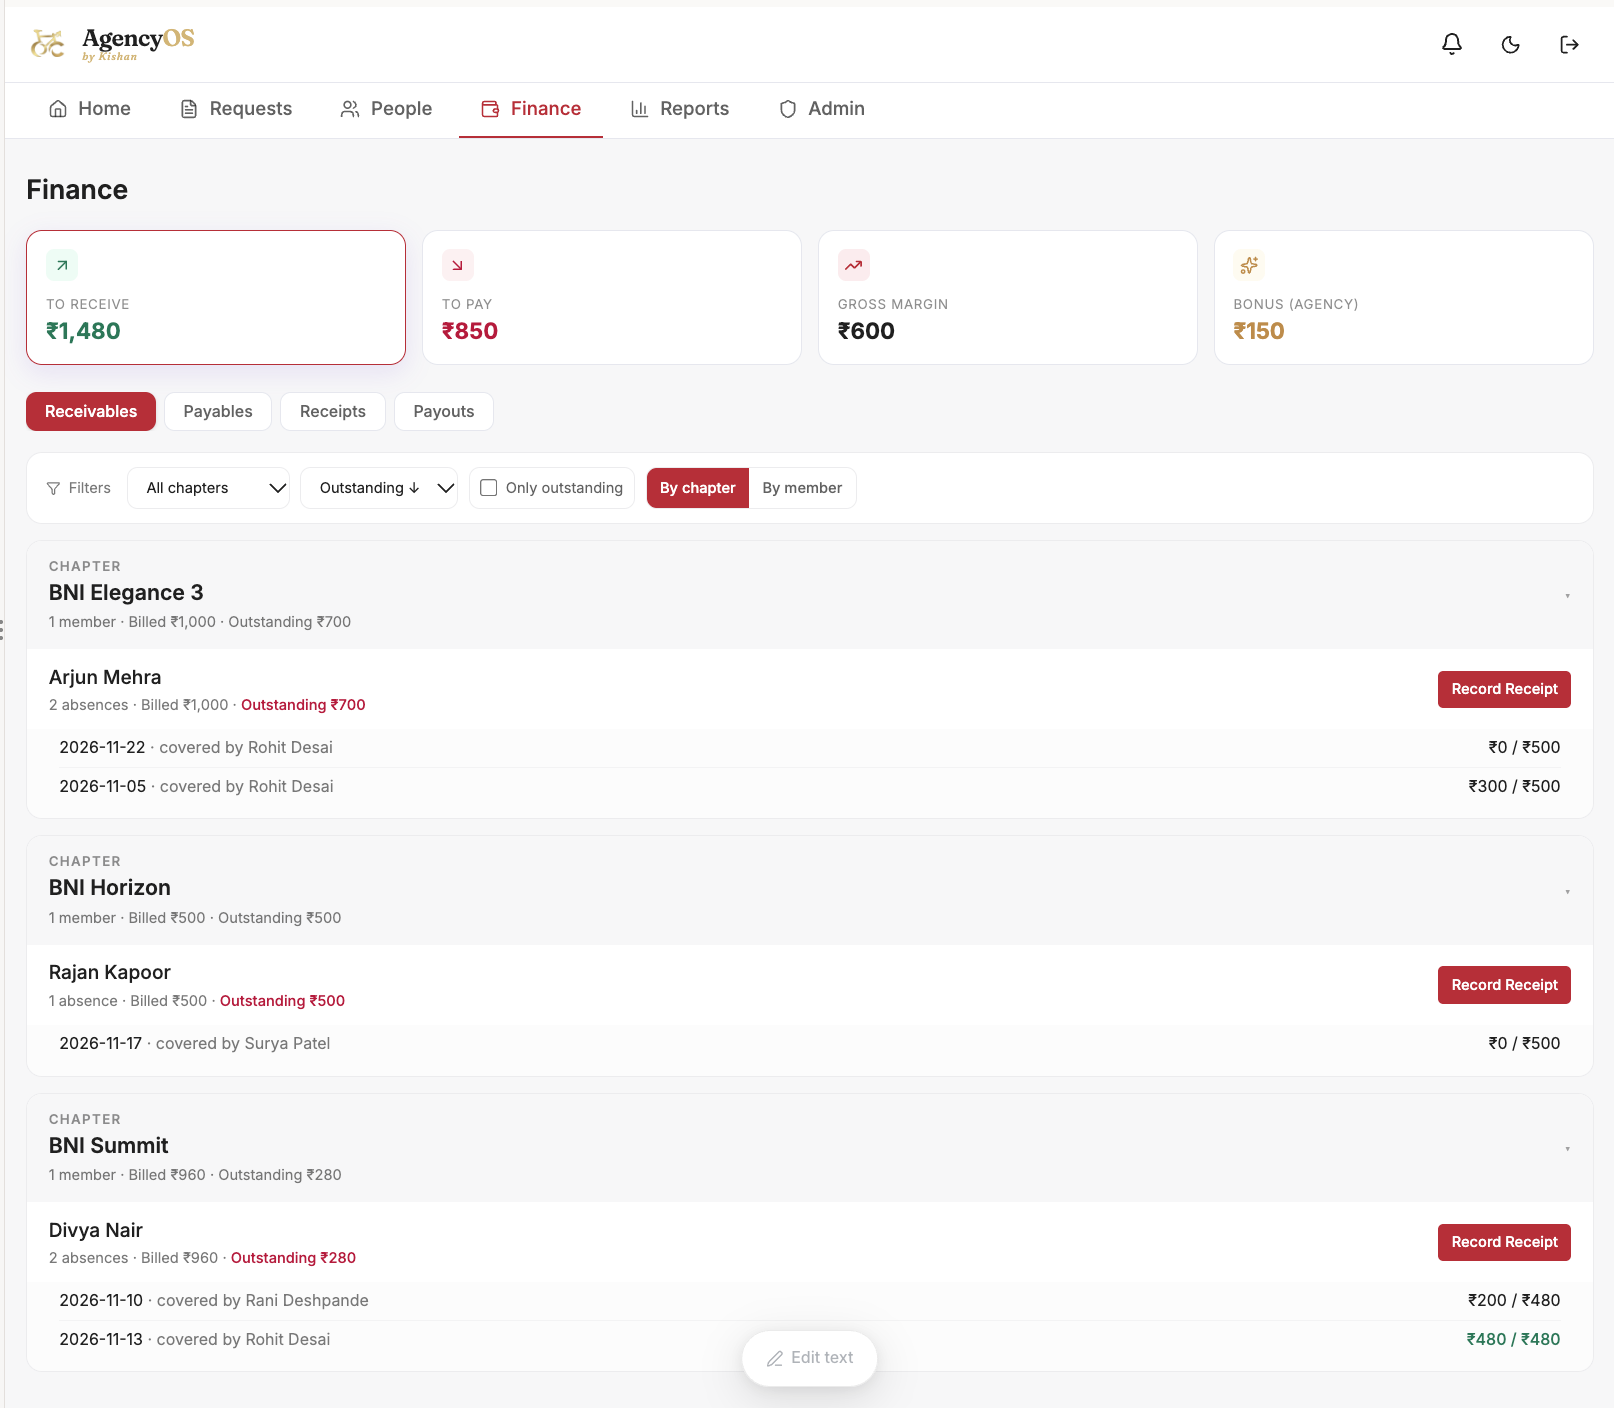 AgencyOS
by Kishan
Home
Requests
People
Finance
Reports
Admin
Finance
TO RECEIVE
₹1,480
TO PAY
₹850
GROSS MARGIN
₹600
BONUS (AGENCY)
₹150
Receivables
Payables
Receipts
Payouts
Filters
All chapters
Outstanding ↓
Only outstanding
By chapter
By member
CHAPTER
BNI Elegance 3
1 member · Billed ₹1,000 · Outstanding ₹700
Arjun Mehra
2 absences · Billed ₹1,000 · Outstanding ₹700
Record Receipt
2026-11-22 · covered by Rohit Desai
₹0 / ₹500
2026-11-05 · covered by Rohit Desai
₹300 / ₹500
CHAPTER
BNI Horizon
1 member · Billed ₹500 · Outstanding ₹500
Rajan Kapoor
1 absence · Billed ₹500 · Outstanding ₹500
Record Receipt
2026-11-17 · covered by Surya Patel
₹0 / ₹500
CHAPTER
BNI Summit
1 member · Billed ₹960 · Outstanding ₹280
Divya Nair
2 absences · Billed ₹960 · Outstanding ₹280
Record Receipt
2026-11-10 · covered by Rani Deshpande
₹200 / ₹480
2026-11-13 · covered by Rohit Desai
₹480 / ₹480
Edit text